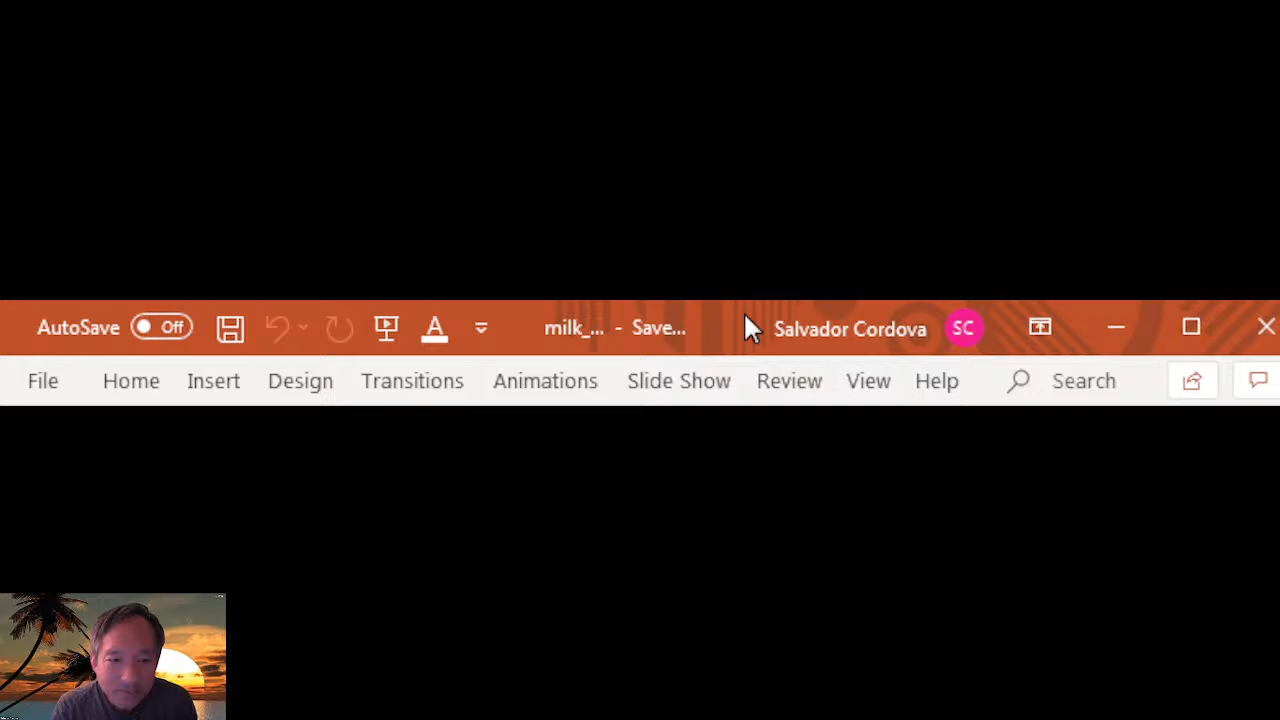 AutoSave Off milk_... - Save... Salvador Cordova SC
File Home Insert Design Transitions Animations Slide Show Review View Help Search